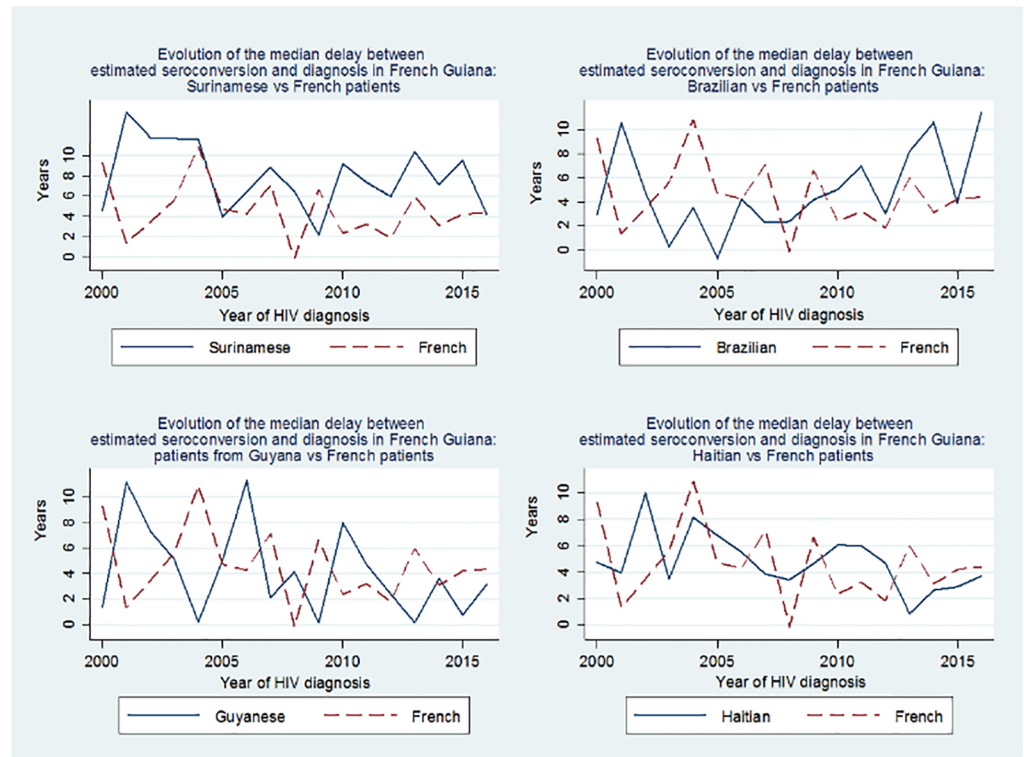 Evolution of the median delay between
estimated seroconversion and diagnosis in French Guiana:
Surinamese vs French patients
Years
10
8
6
4
2
0
2000 2005 2010 2015
Year of HIV diagnosis
Surinamese French
Evolution of the median delay between
estimated seroconversion and diagnosis in French Guiana:
Brazilian vs French patients
Years
10
8
6
4
2
0
2000 2005 2010 2015
Year of HIV diagnosis
Brazilian French
Evolution of the median delay between
estimated seroconversion and diagnosis in French Guiana:
patients from Guyana vs French patients
Years
10
8
6
4
2
0
2000 2005 2010 2015
Year of HIV diagnosis
Guyanese French
Evolution of the median delay between
estimated seroconversion and diagnosis in French Guiana:
Haitian vs French patients
Years
10
8
6
4
2
0
2000 2005 2010 2015
Year of HIV diagnosis
Haitian French